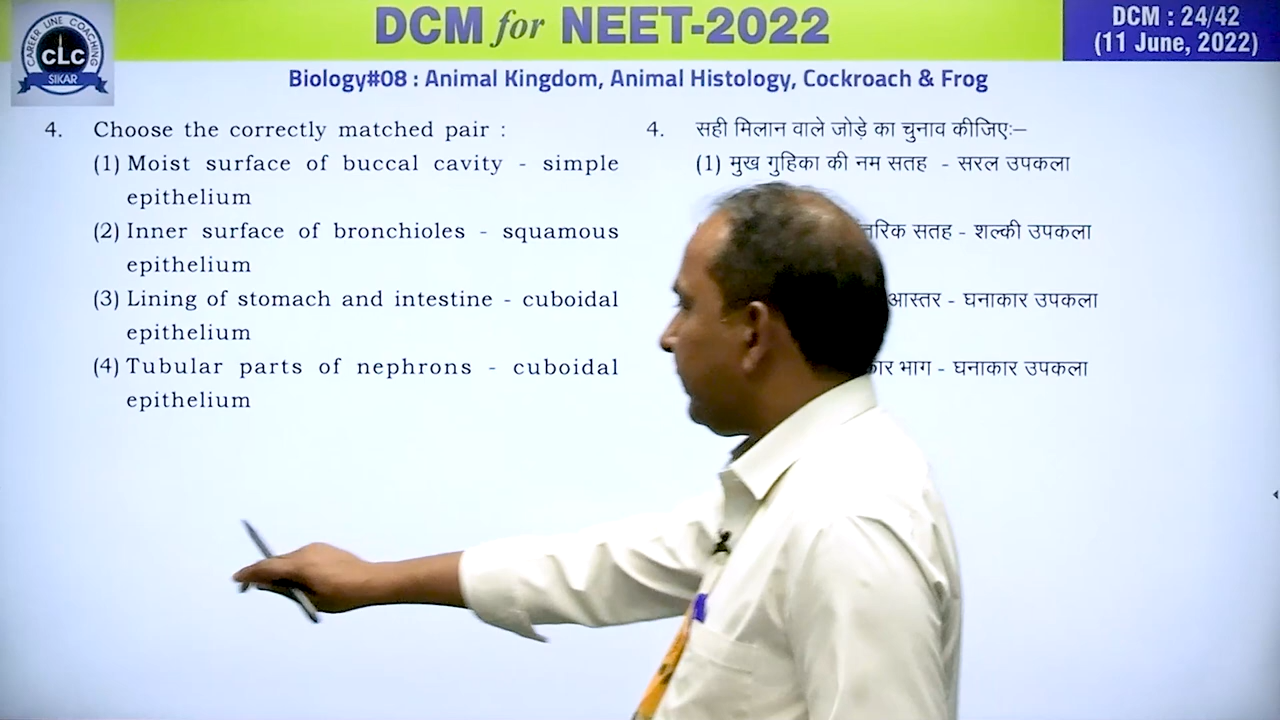 DCM for NEET-2022
DCM : 24/42
(11 June, 2022)
CAREER LINE COACHING
CLC
SIKAR
Biology#08 : Animal Kingdom, Animal Histology, Cockroach & Frog
4. Choose the correctly matched pair :
(1) Moist surface of buccal cavity - simple
epithelium
(2) Inner surface of bronchioles - squamous
epithelium
(3) Lining of stomach and intestine - cuboidal
epithelium
(4) Tubular parts of nephrons - cuboidal
epithelium
4. सही मिलान वाले जोड़े का चुनाव कीजिए:–
(1) मुख गुहिका की नम सतह - सरल उपकला
सतह - शल्की उपकला
आस्तर - घनाकार उपकला
भाग - घनाकार उपकला